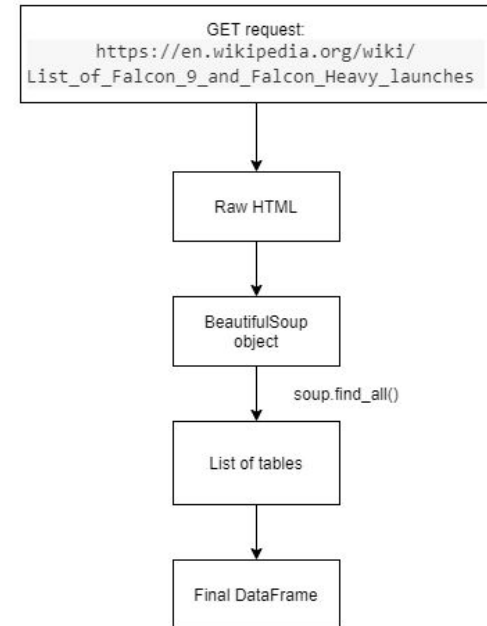 GET request:
https://en.wikipedia.org/wiki/
List_of_Falcon_9_and_Falcon_Heavy_launches
Raw HTML
BeautifulSoup
object
soup.find_all()
List of tables
Final DataFrame